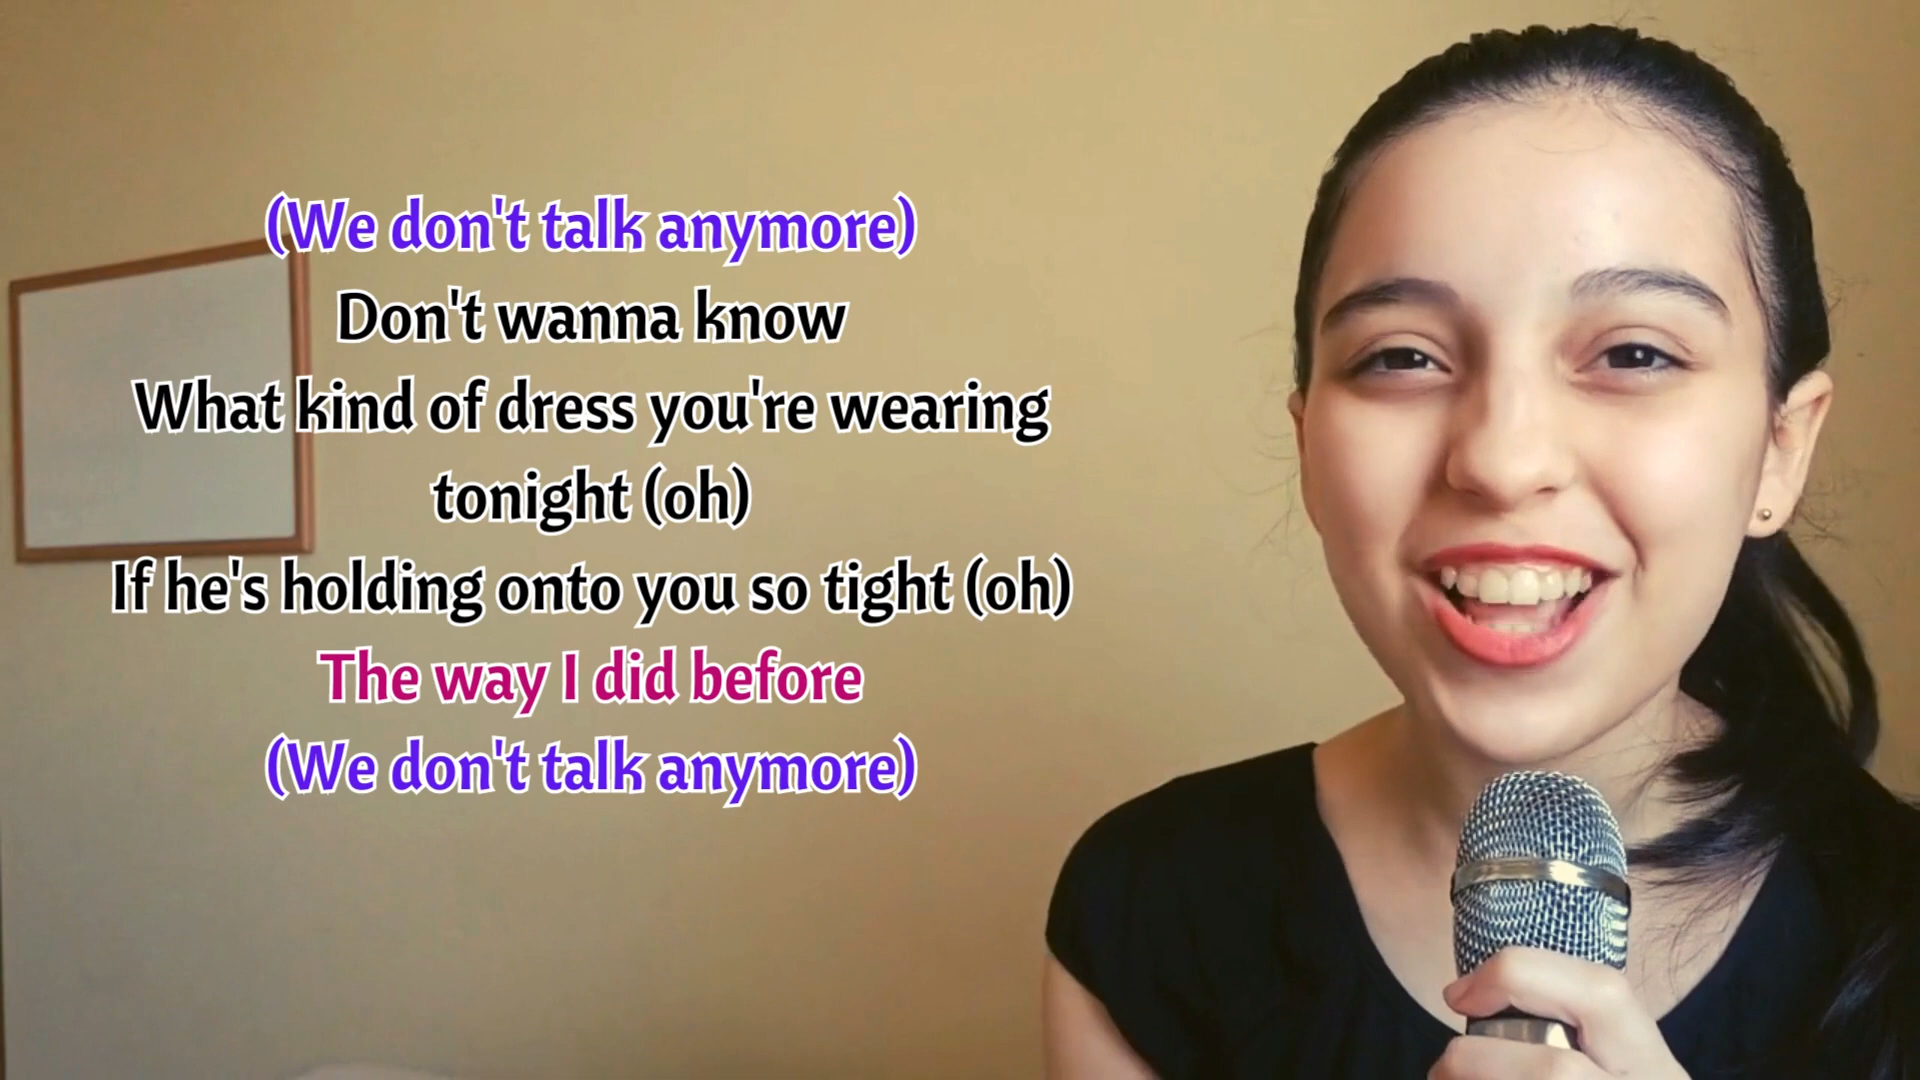 (We don't talk anymore)
Don't wanna know
What kind of dress you're wearing
tonight (oh)
If he's holding onto you so tight (oh)
The way I did before
(We don't talk anymore)